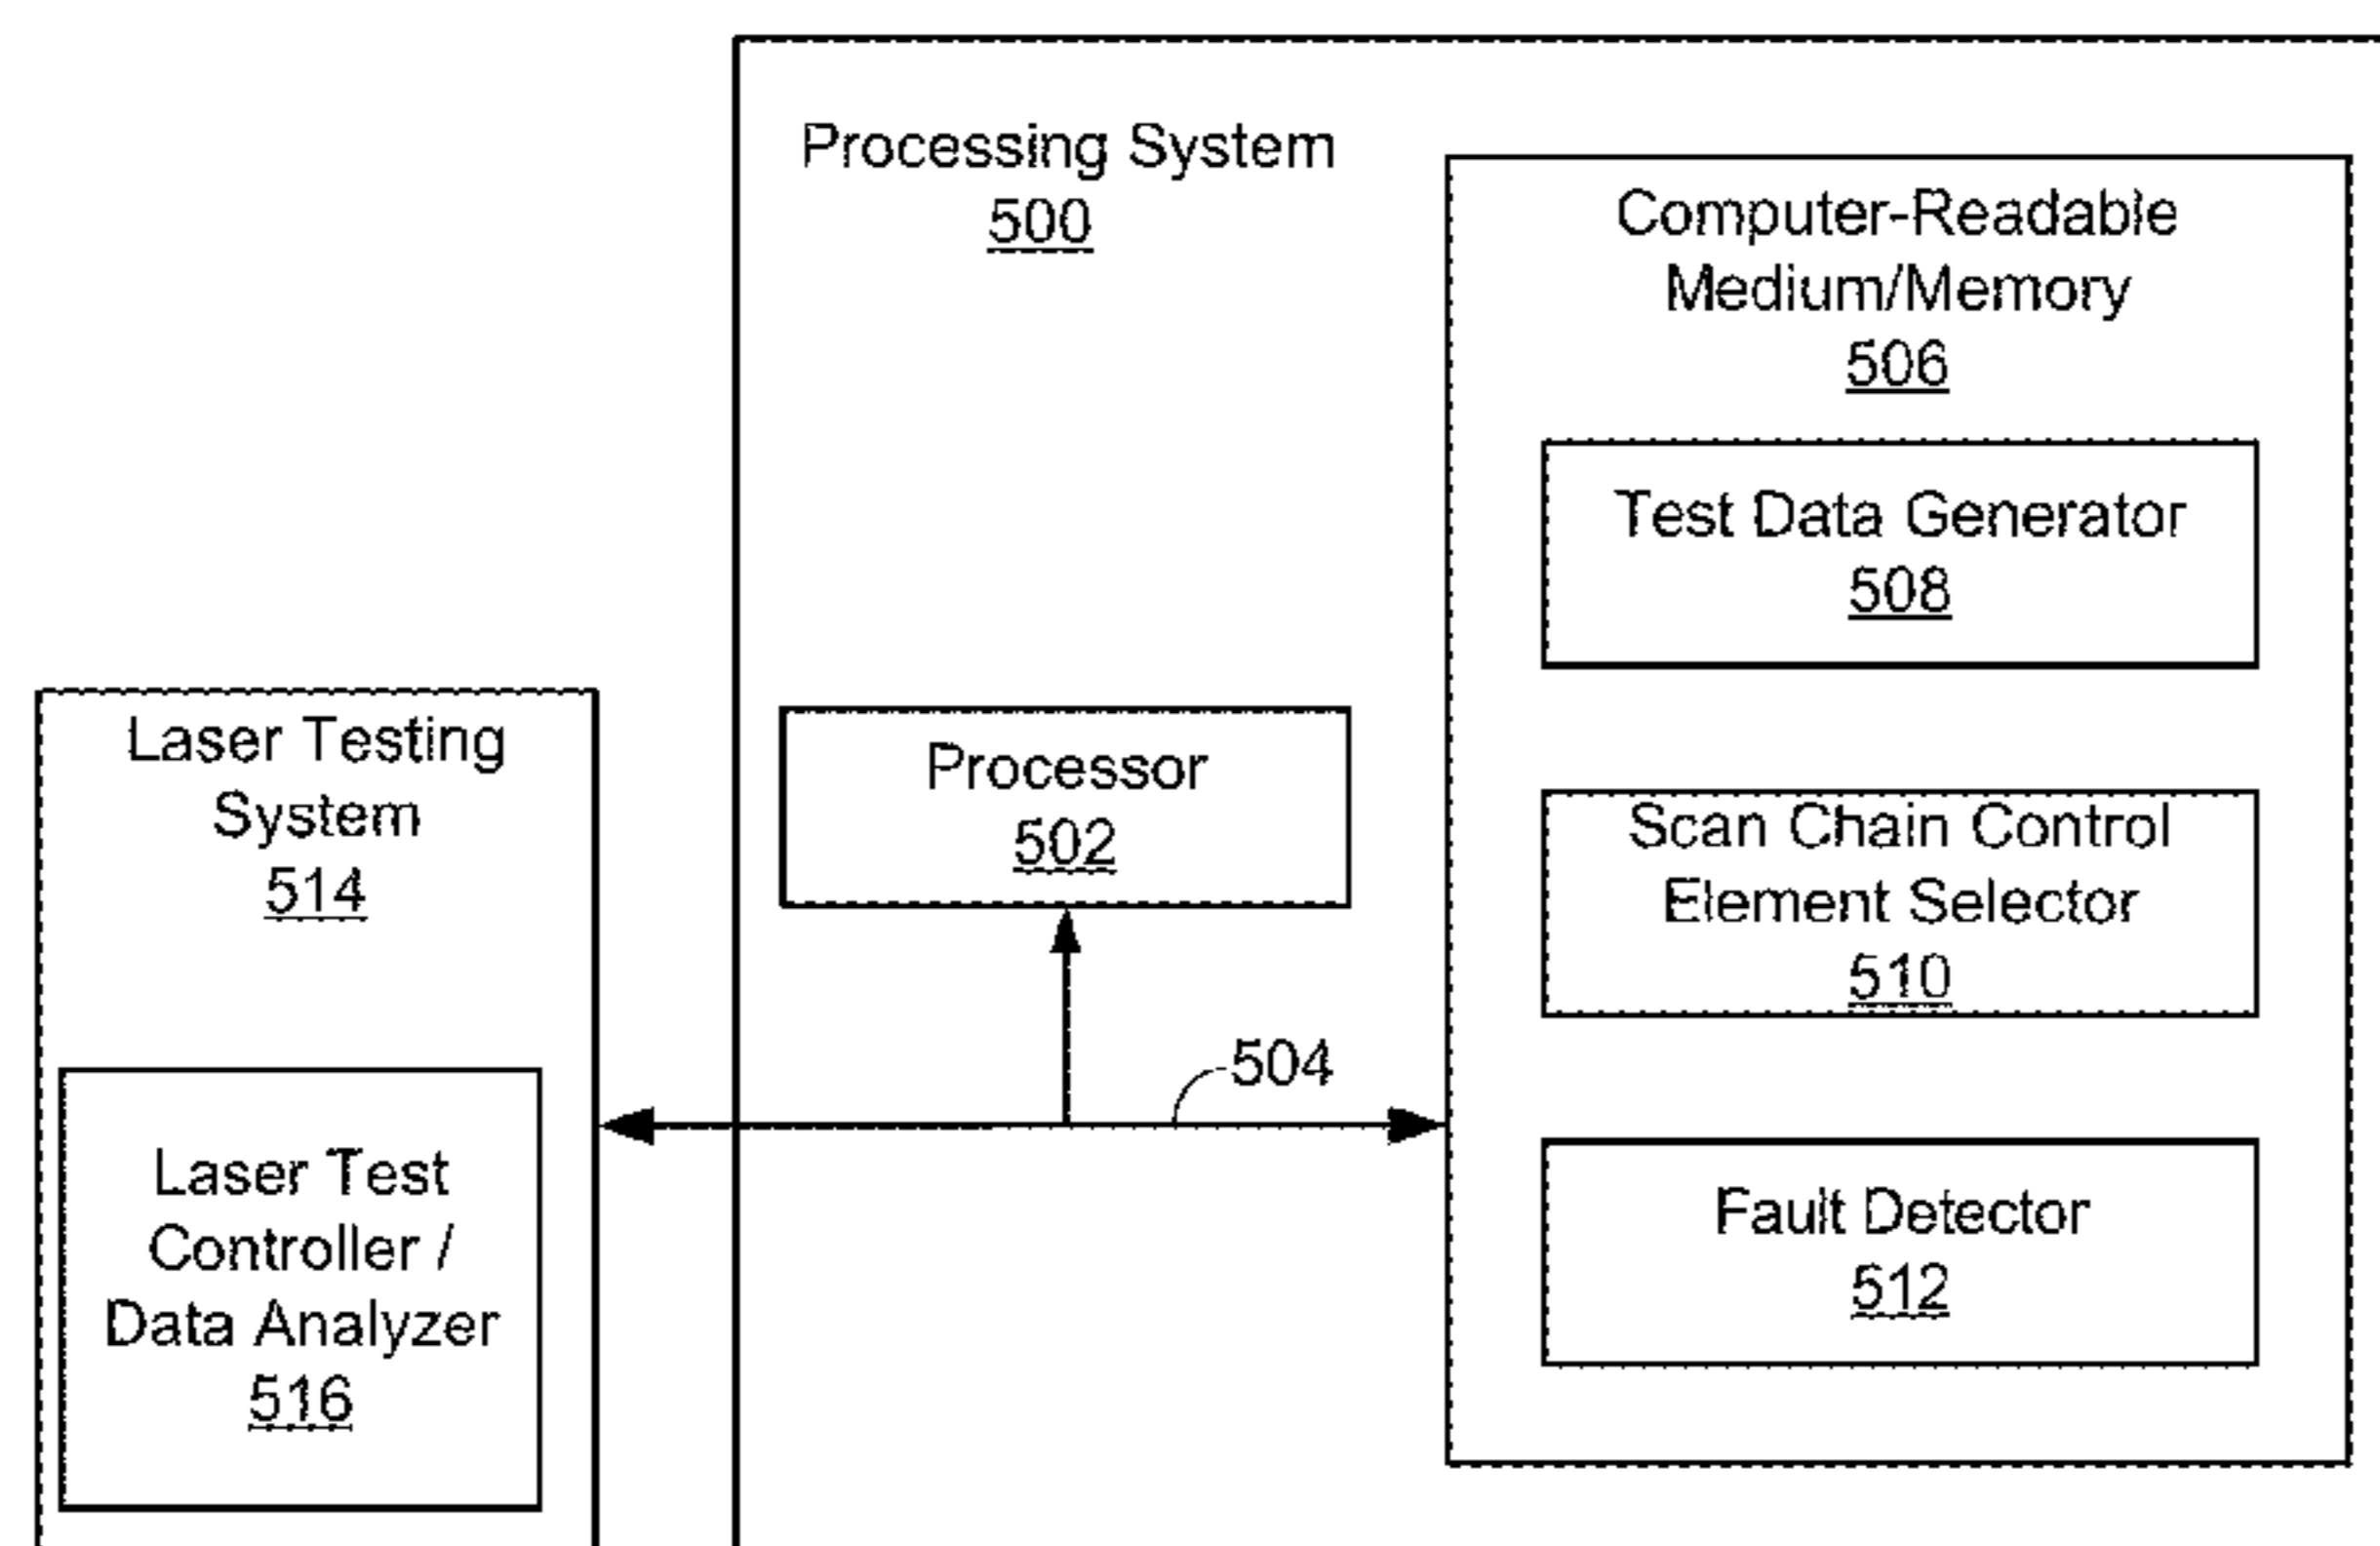 Processing System
500
Computer-Readable
Medium/Memory
506
Test Data Generator
508
Laser Testing
System
514
Processor
502
Scan Chain Control
Element Selector
510
504
Laser Test
Controller /
Data Analyzer
516
Fault Detector
512